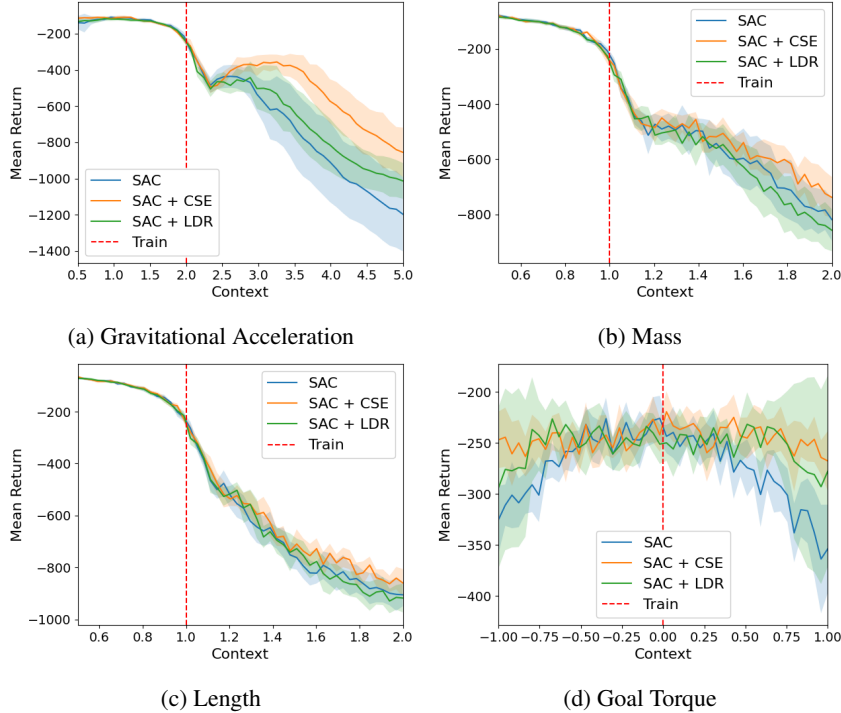 Mean Return
−200
−400
−600
−800
−1000
−1200
−1400
SAC
SAC + CSE
SAC + LDR
Train
0.5 1.0 1.5 2.0 2.5 3.0 3.5 4.0 4.5 5.0
Context
(a) Gravitational Acceleration
Mean Return
−200
−400
−600
−800
SAC
SAC + CSE
SAC + LDR
Train
0.6 0.8 1.0 1.2 1.4 1.6 1.8 2.0
Context
(b) Mass
Mean Return
−200
−400
−600
−800
−1000
SAC
SAC + CSE
SAC + LDR
Train
0.6 0.8 1.0 1.2 1.4 1.6 1.8 2.0
Context
(c) Length
Mean Return
−200
−250
−300
−350
−400
SAC
SAC + CSE
SAC + LDR
Train
−1.00 −0.75 −0.50 −0.25 0.00 0.25 0.50 0.75 1.00
Context
(d) Goal Torque